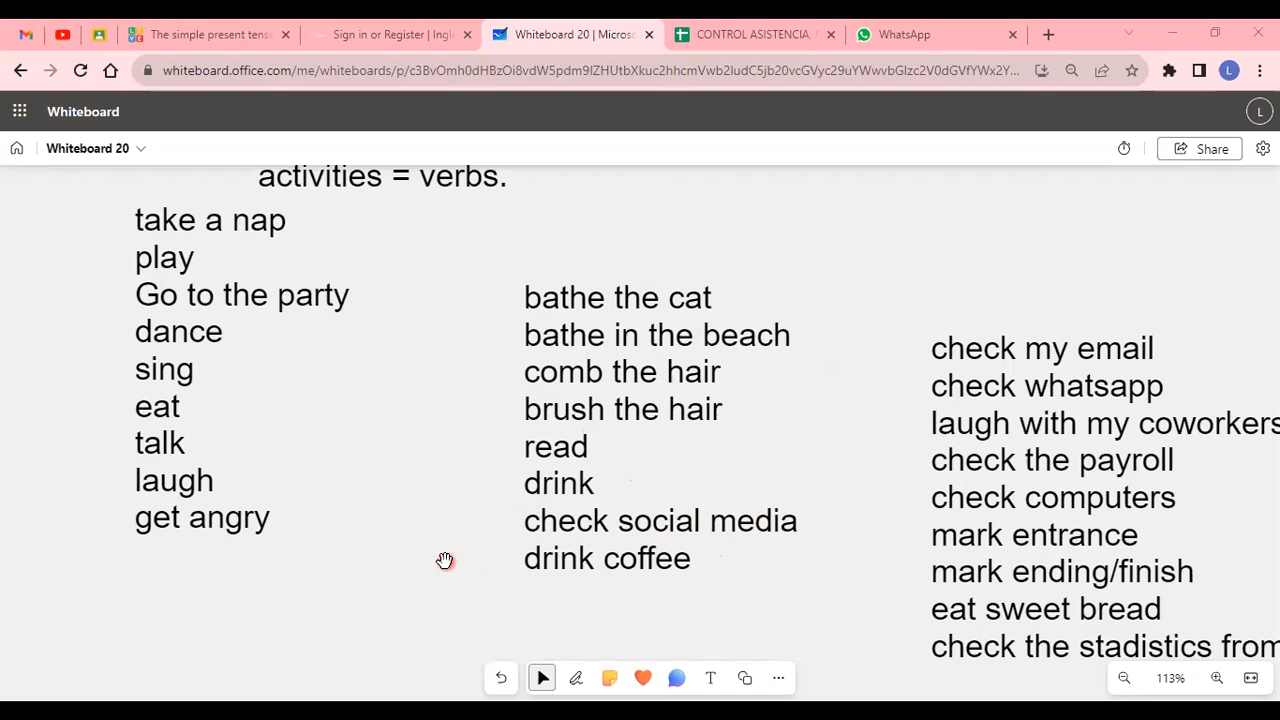 The simple present tens
Sign in or Register | Ingl
Whiteboard 20 | Micros
CONTROL ASISTENCIA
WhatsApp
Whiteboard
L
Whiteboard 20
Share
activities = verbs.
take a nap
play
Go to the party
dance
sing
eat
talk
laugh
get angry
bathe the cat
bathe in the beach
comb the hair
brush the hair
read
drink
check social media
drink coffee
check my email
check whatsapp
laugh with my coworkers
check the payroll
check computers
mark entrance
mark ending/finish
eat sweet bread
check the stadistics from
113%